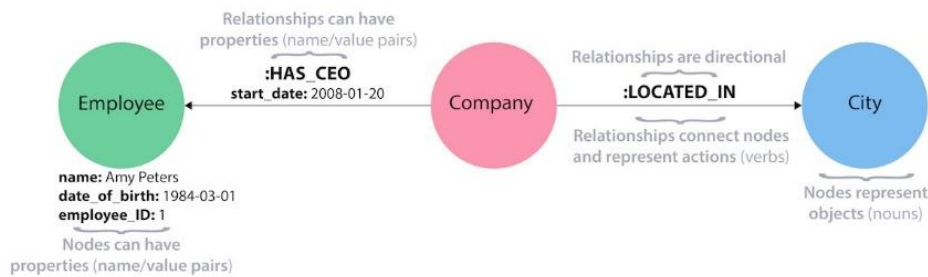 Relationships can have
properties (name/value pairs)
:HAS_CEO
start_date: 2008-01-20
Relationships are directional
:LOCATED_IN
Employee
Company
City
Relationships connect nodes
and represent actions (verbs)
name: Amy Peters
date_of_birth: 1984-03-01
employee_ID: 1
Nodes can have
properties (name/value pairs)
Nodes represent
objects (nouns)